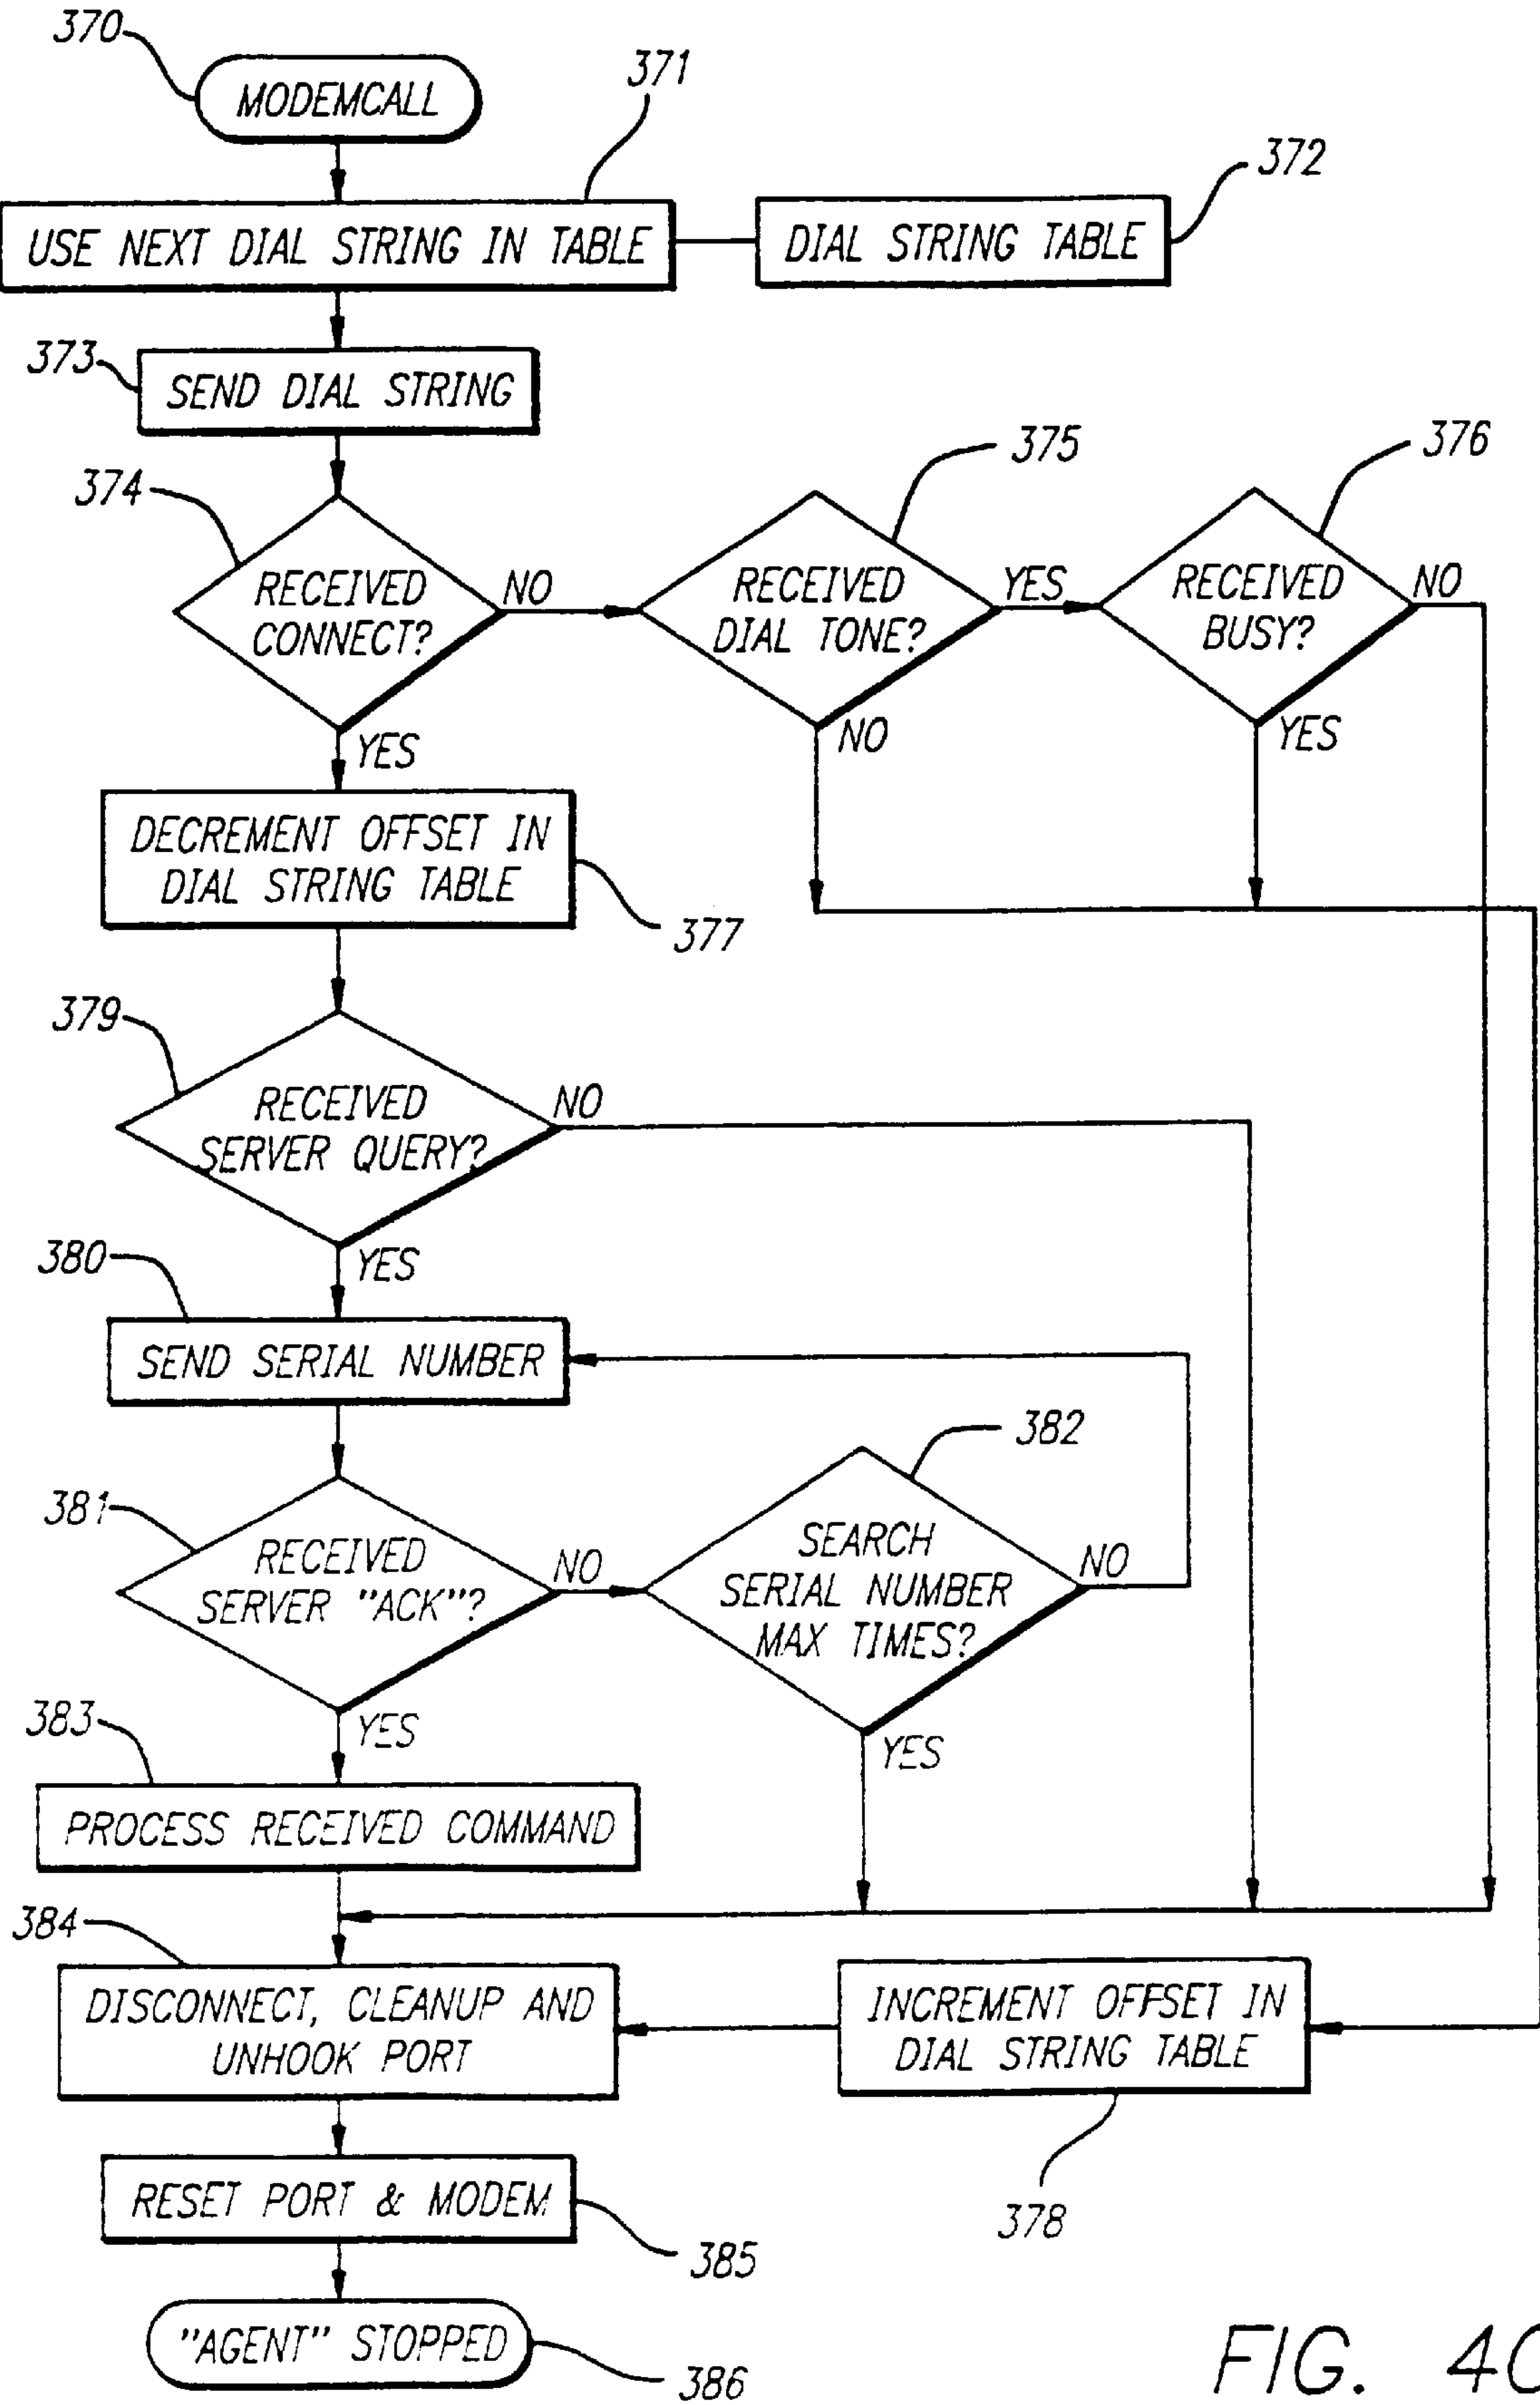 370
MODEMCALL
371
372
USE NEXT DIAL STRING IN TABLE
DIAL STRING TABLE
373
SEND DIAL STRING
374
375
376
RECEIVED
CONNECT?
NO
RECEIVED
DIAL TONE?
YES
RECEIVED
BUSY?
NO
YES
NO
YES
DECREMENT OFFSET IN
DIAL STRING TABLE
377
379
RECEIVED
SERVER QUERY?
NO
YES
380
SEND SERIAL NUMBER
382
381
RECEIVED
SERVER "ACK"?
NO
SEARCH
SERIAL NUMBER
MAX TIMES?
NO
YES
YES
383
PROCESS RECEIVED COMMAND
384
DISCONNECT, CLEANUP AND
UNHOOK PORT
INCREMENT OFFSET IN
DIAL STRING TABLE
378
RESET PORT & MODEM
385
"AGENT" STOPPED
386
FIG.